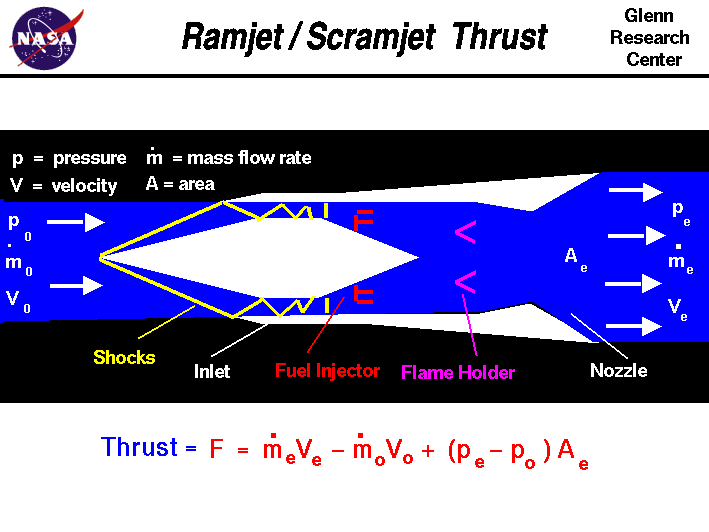 NASA
Ramjet / Scramjet Thrust
Glenn
Research
Center
p = pressure ṁ = mass flow rate
V = velocity A = area
p₀
ṁ₀
V₀
pₑ
Aₑ
ṁₑ
Vₑ
Shocks
Inlet
Fuel Injector
Flame Holder
Nozzle
Thrust = F = ṁₑVₑ – ṁₒVₒ + (pₑ – pₒ) Aₑ